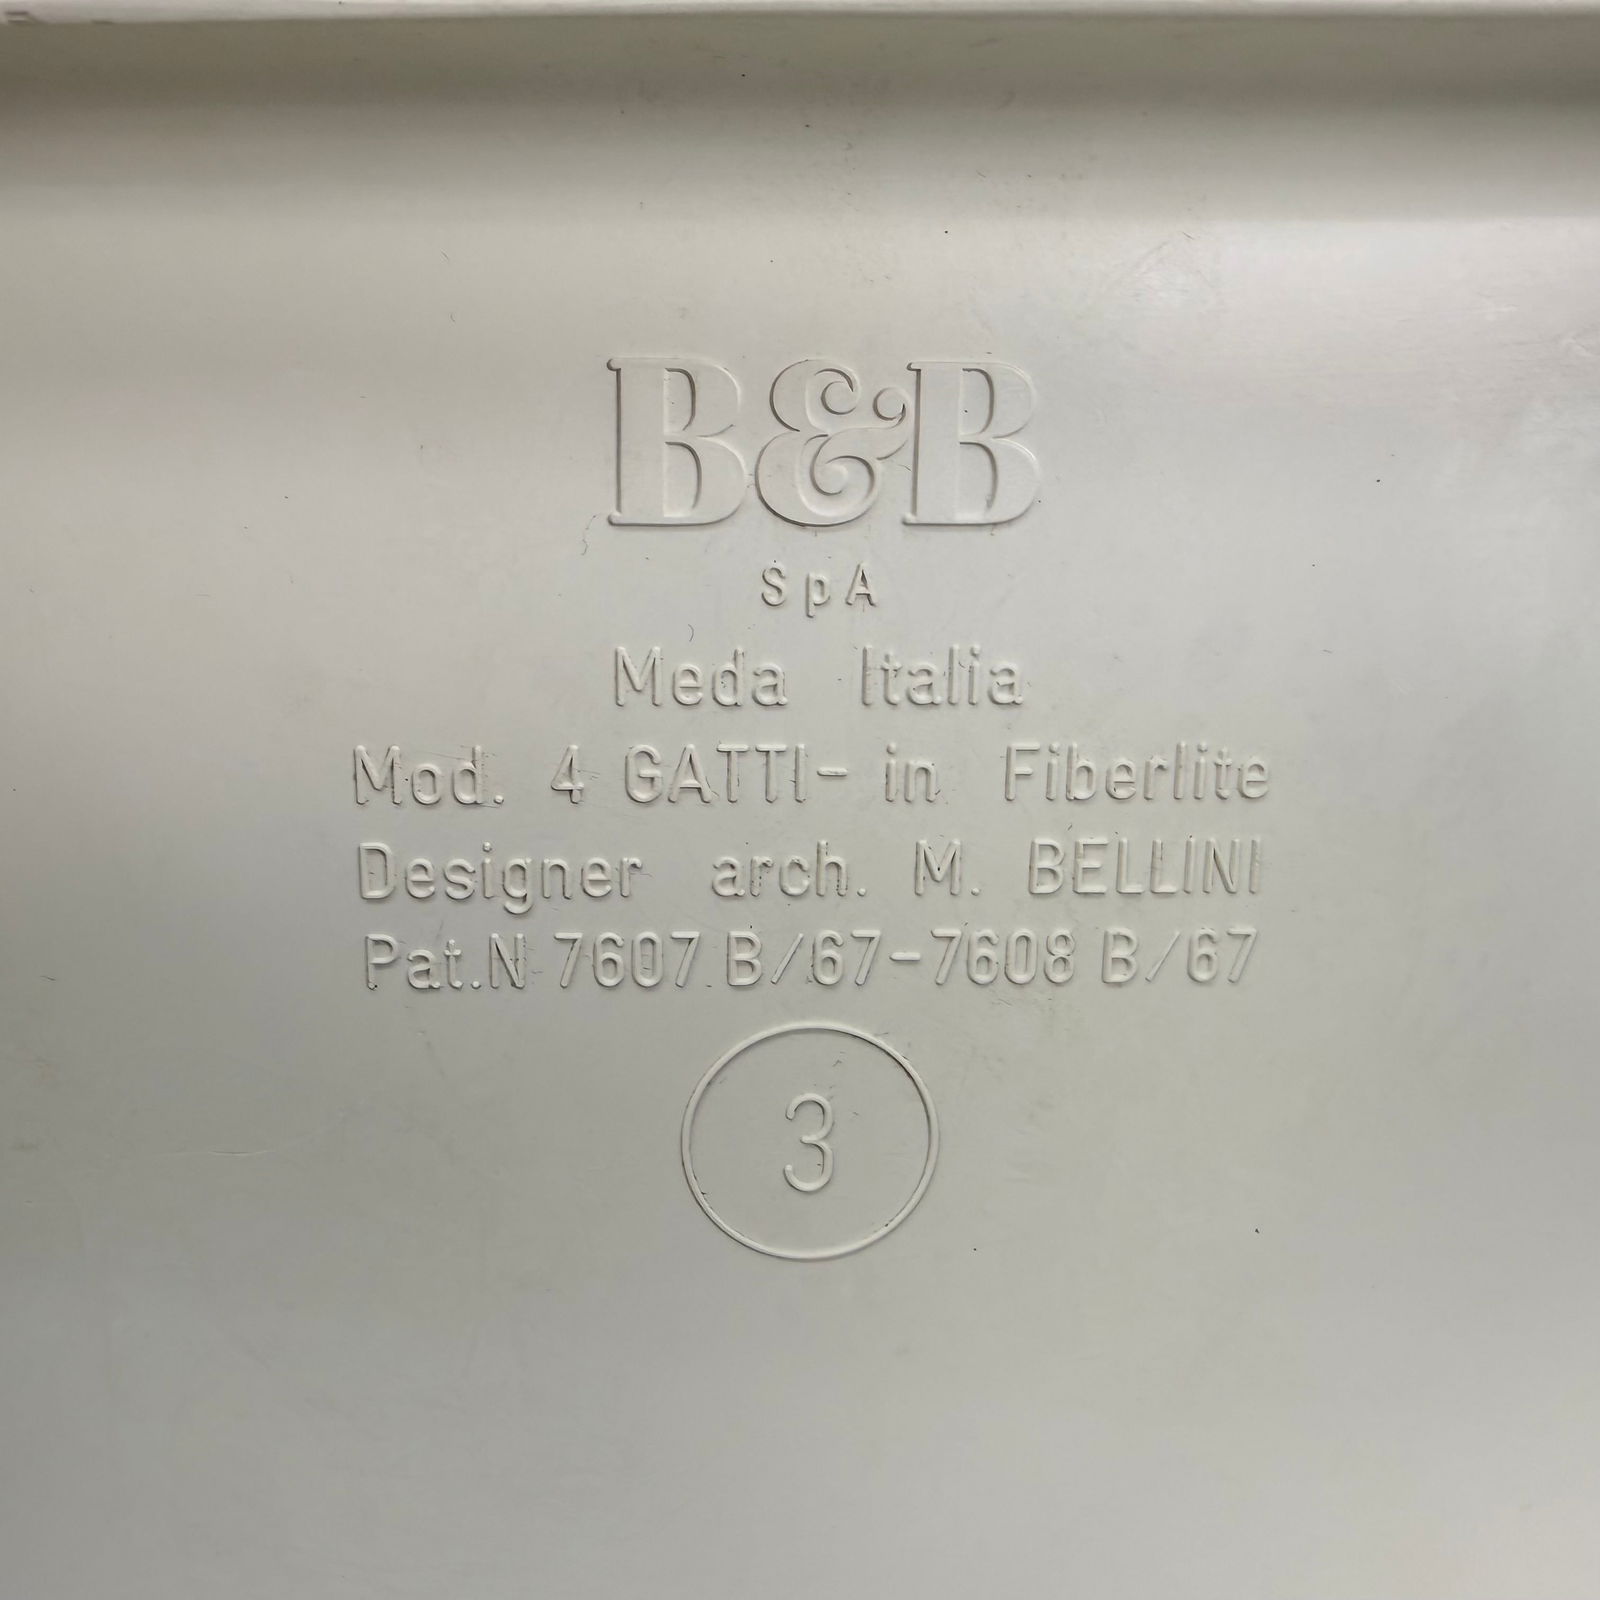 B&B
SpA
Meda Italia
Mod. 4 GATTI- in Fiberlite
Designer arch. M. BELLINI
Pat.N 7607 B/67-7608 B/67
3